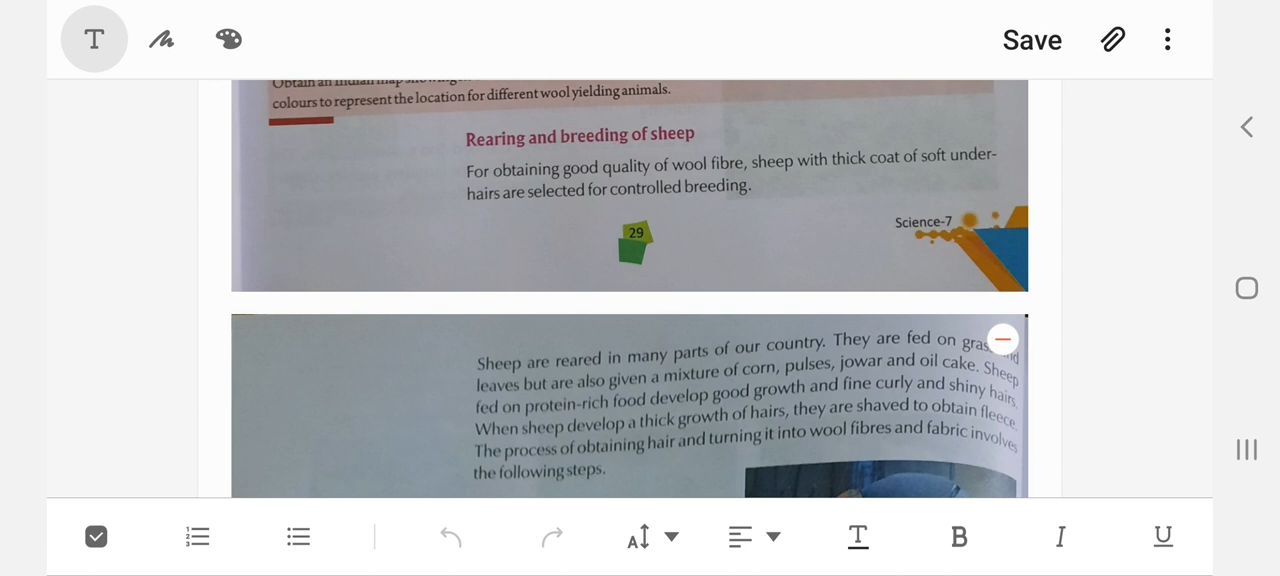 Save
colours to represent the location for different wool yielding animals.
Rearing and breeding of sheep
For obtaining good quality of wool fibre, sheep with thick coat of soft under-
hairs are selected for controlled breeding.
29
Science-7
Sheep are reared in many parts of our country. They are fed on
leaves but are also given a mixture of corn, pulses, jowar and oil cake. Sheep
fed on protein-rich food develop good growth and fine curly and shiny hairs.
When sheep develop a thick growth of hairs, they are shaved to obtain fleece.
The process of obtaining hair and turning it into wool fibres and fabric involves
the following steps.